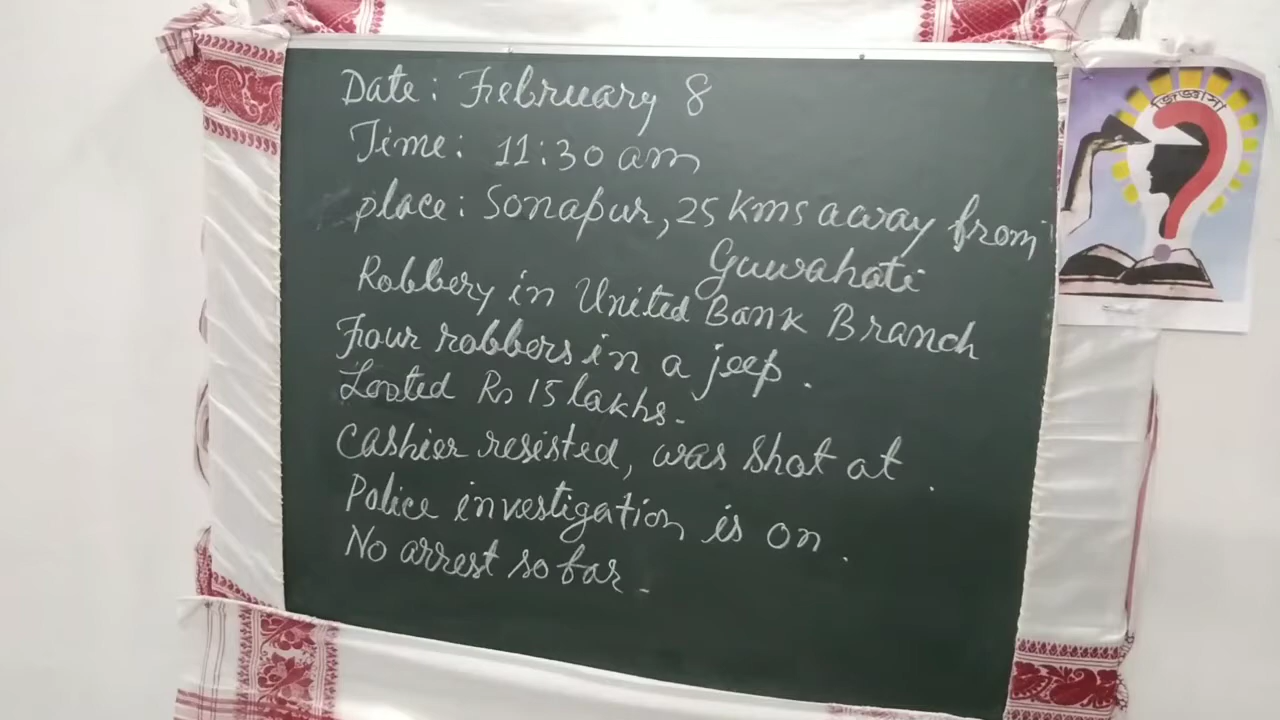 Date: February 8
Time: 11:30 am
place: Sonapur, 25 kms away from
Guwahati
Robbery in United Bank Branch
Four robbers in a jeep.
Looted Rs 15 lakhs.
Cashier resisted, was shot at.
Police investigation is on.
No arrest so far.
জিজ্ঞাসা